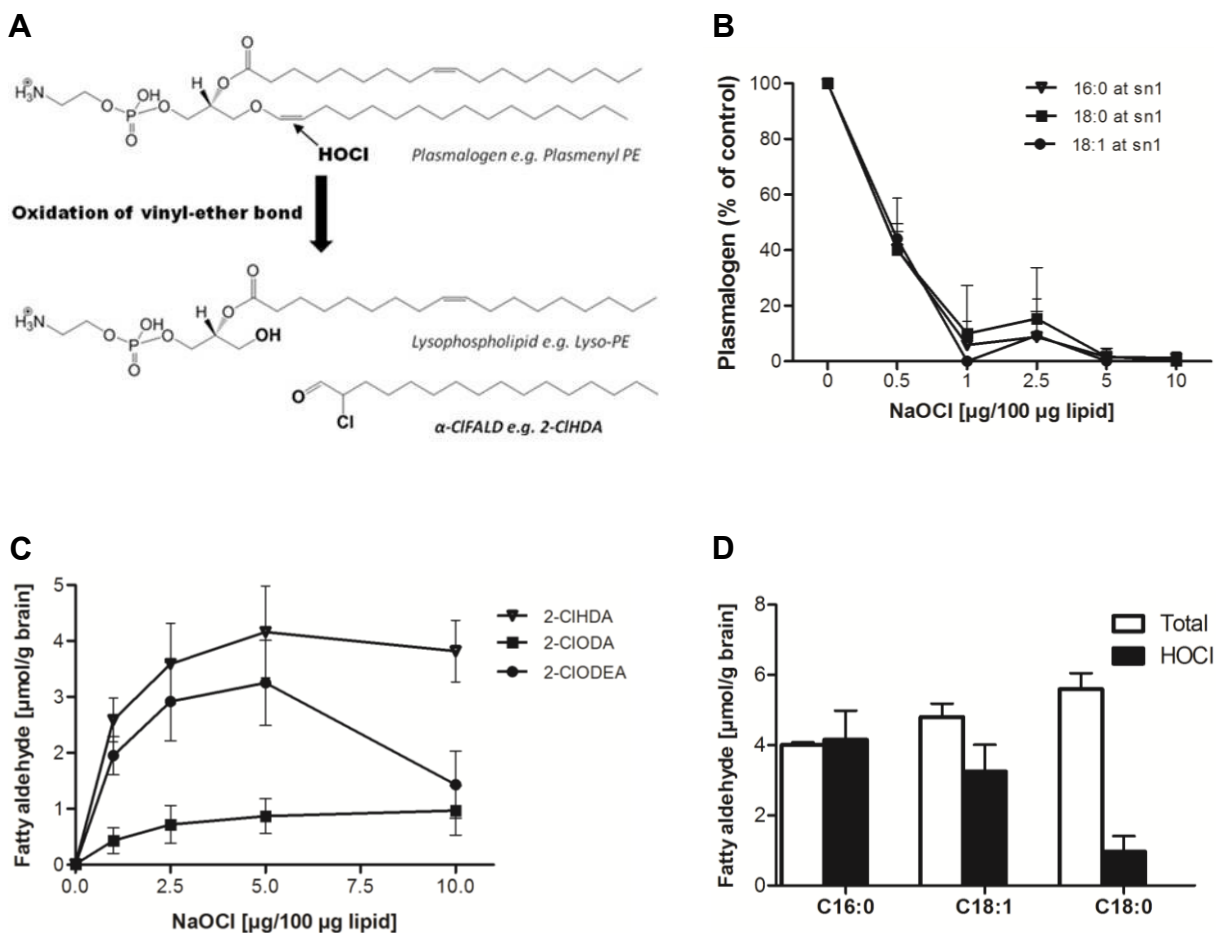 A
O
O
H
OH
O
H₃N⊕
O
P
O
O
O
HOCl
Plasmalogen e.g. Plasmenyl PE
Oxidation of vinyl-ether bond
O
O
H
OH
O
H₃N⊕
O
P
O
OH
Lysophospholipid e.g. Lyso-PE
O
Cl
α-ClFALD e.g. 2-ClHDA
B
Plasmalogen (% of control)
100
80
60
40
20
0
0 0.5 1 2.5 5 10
NaOCl [µg/100 µg lipid]
16:0 at sn1
18:0 at sn1
18:1 at sn1
C
Fatty aldehyde [µmol/g brain]
5
4
3
2
1
0
0.0 2.5 5.0 7.5 10.0
NaOCl [µg/100 µg lipid]
2-ClHDA
2-ClODA
2-ClODEA
D
Fatty aldehyde [µmol/g brain]
8
6
4
2
0
C16:0 C18:1 C18:0
Total
HOCl